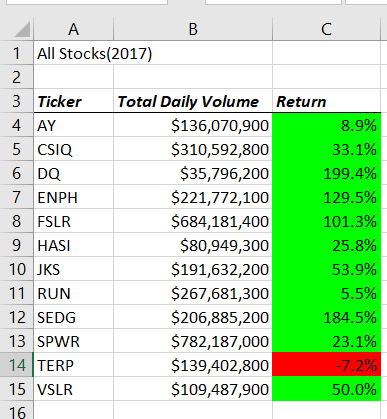 A B C
1 All Stocks(2017)
2
3 Ticker Total Daily Volume Return
4 AY $136,070,900 8.9%
5 CSIQ $310,592,800 33.1%
6 DQ $35,796,200 199.4%
7 ENPH $221,772,100 129.5%
8 FSLR $684,181,400 101.3%
9 HASI $80,949,300 25.8%
10 JKS $191,632,200 53.9%
11 RUN $267,681,300 5.5%
12 SEDG $206,885,200 184.5%
13 SPWR $782,187,000 23.1%
14 TERP $139,402,800 -7.2%
15 VSLR $109,487,900 50.0%
16